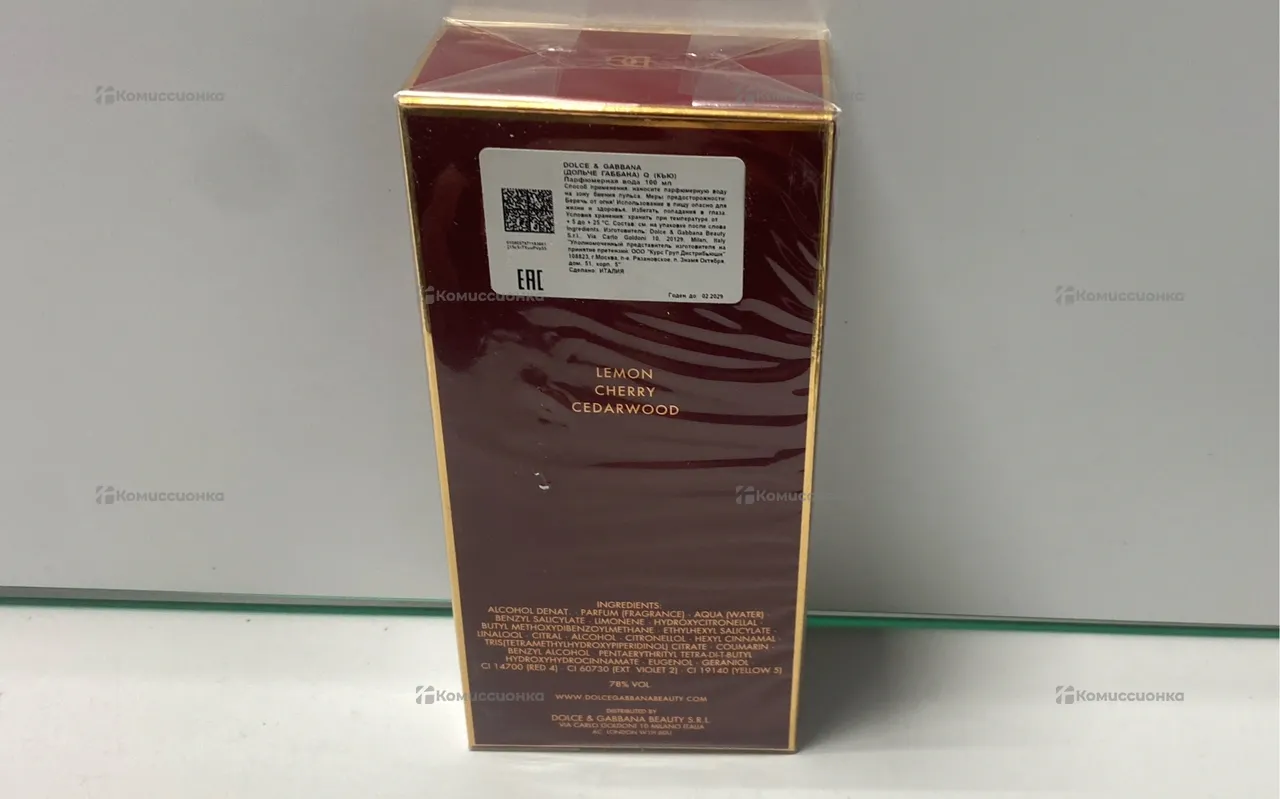 Комиссионка
DOLCE & GABBANA
(ДОЛЬЧЕ ГАББАНА) Q (КЬЮ)
Парфюмерная вода 100 мл
Способ применения: наносите парфюмерную воду
на зону биения пульса. Меры предосторожности:
Беречь от огня! Использование в пищу опасно для
жизни и здоровья. Избегать попадания в глаза.
Условия хранения: хранить при температуре от
+ 5 до + 25 °C. Состав: см. на упаковке после слова
Ingredients. Изготовитель: Dolce & Gabbana Beauty
S.r.l., Via Carlo Goldoni 10, 20129, Milan, Italy
"Уполномоченный представитель изготовителя на
принятие претензий: ООО "Курс Груп Дистрибьюшн"
108823, г.Москва, п-е. Рязановское, п. Знамя Октября,
дом. 31, корп. 5"
Сделано: ИТАЛИЯ
EAC
Годен до: 02.2029
Комиссионка
Комиссионка
LEMON
CHERRY
CEDARWOOD
Комиссионка
Комиссионка
INGREDIENTS:
ALCOHOL DENAT. · PARFUM (FRAGRANCE) · AQUA (WATER) ·
BENZYL SALICYLATE · LIMONENE · HYDROXYCITRONELLAL ·
BUTYL METHOXYDIBENZOYLMETHANE · ETHYLHEXYL SALICYLATE ·
LINALOOL · CITRAL · ALCOHOL · CITRONELLOL · HEXYL CINNAMAL ·
TRIS(TETRAMETHYLHYDROXYPIPERIDINOL) CITRATE · COUMARIN ·
BENZYL ALCOHOL · PENTAERYTHRITYL TETRA-DI-T-BUTYL
HYDROXYHYDROCINNAMATE · EUGENOL · GERANIOL ·
CI 14700 (RED 4) · CI 60730 (EXT. VIOLET 2) · CI 19140 (YELLOW 5)
78% VOL
WWW.DOLCEGABBANABEAUTY.COM
Комиссионка
Комиссионка
DISTRIBUTED BY
DOLCE & GABBANA BEAUTY S.R.L.
VIA CARLO GOLDONI 10 MILANO ITALIA
AC. LONDON